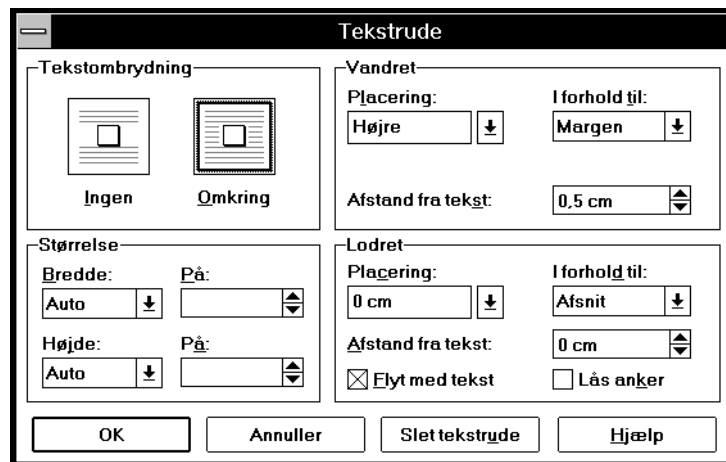 Tekstrude
Tekstombrydning
Ingen
Omkring
Vandret
Placering:
I forhold til:
Højre
Margen
Afstand fra tekst:
0,5 cm
Størrelse
Bredde:
På:
Auto
Højde:
På:
Auto
Lodret
Placering:
I forhold til:
0 cm
Afsnit
Afstand fra tekst:
0 cm
Flyt med tekst
Lås anker
OK
Annuller
Slet tekstrude
Hjælp